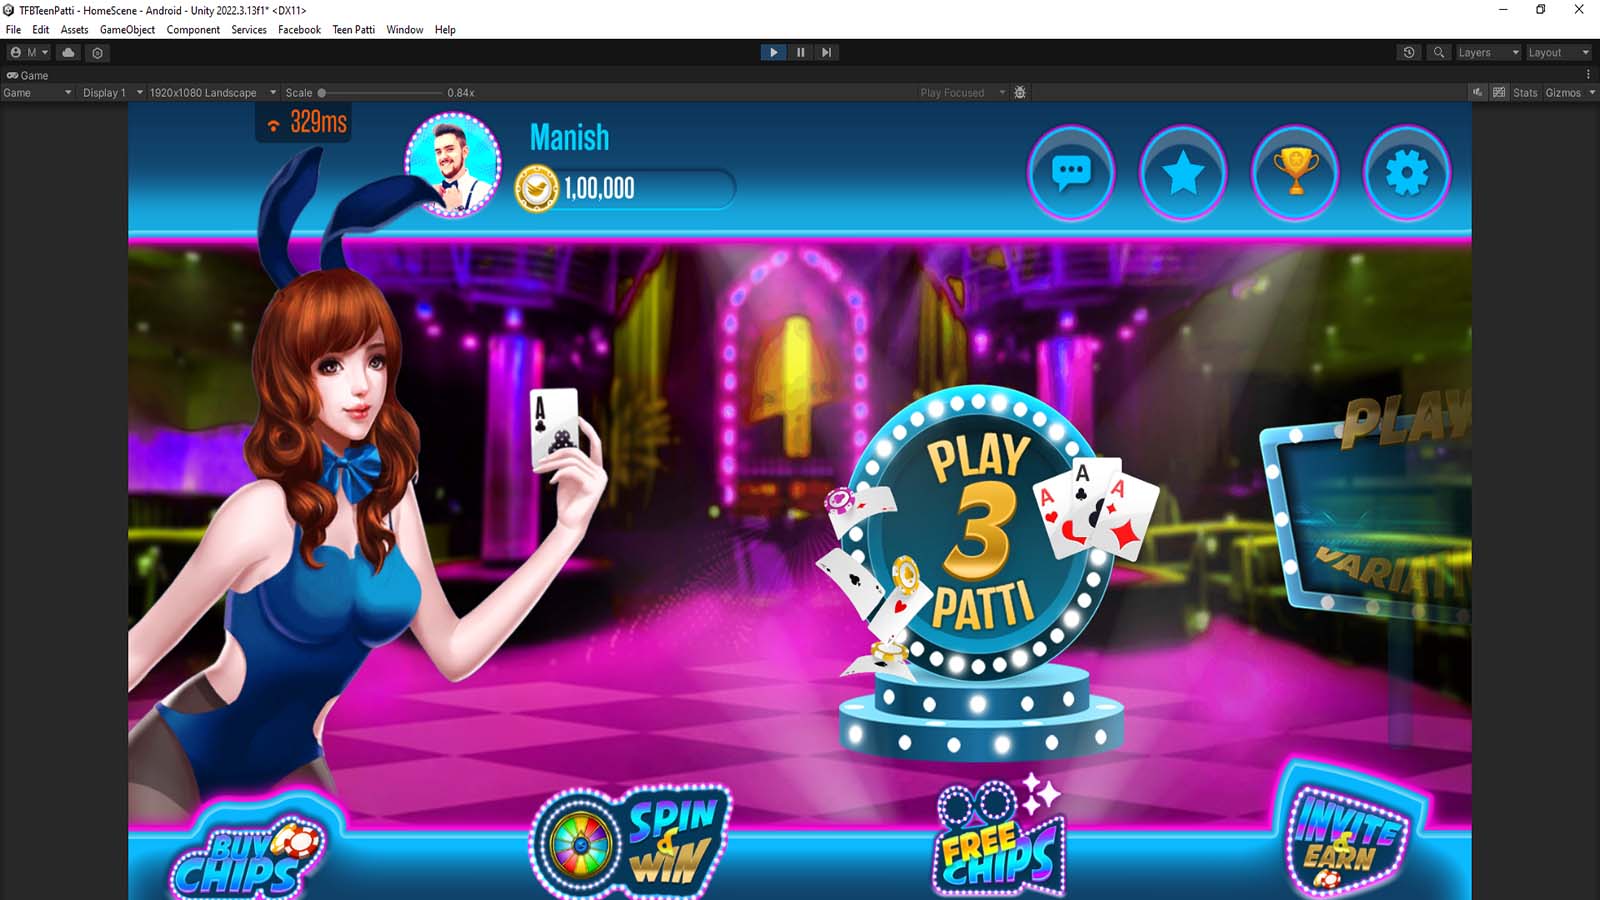 TFBTeenPatti - HomeScene - Android - Unity 2022.3.13f1* <DX11>
File Edit Assets GameObject Component Services Facebook Teen Patti Window Help
M Layers Layout
Game
Game Display 1 1920x1080 Landscape Scale 0.84x Play Focused Stats Gizmos
329ms
Manish
1,00,000
A
PLAY
3
PATTI
A
A
A
PLAY
BUY
CHIPS
SPIN
&
WIN
FREE
CHIPS
INVITE
&
EARN